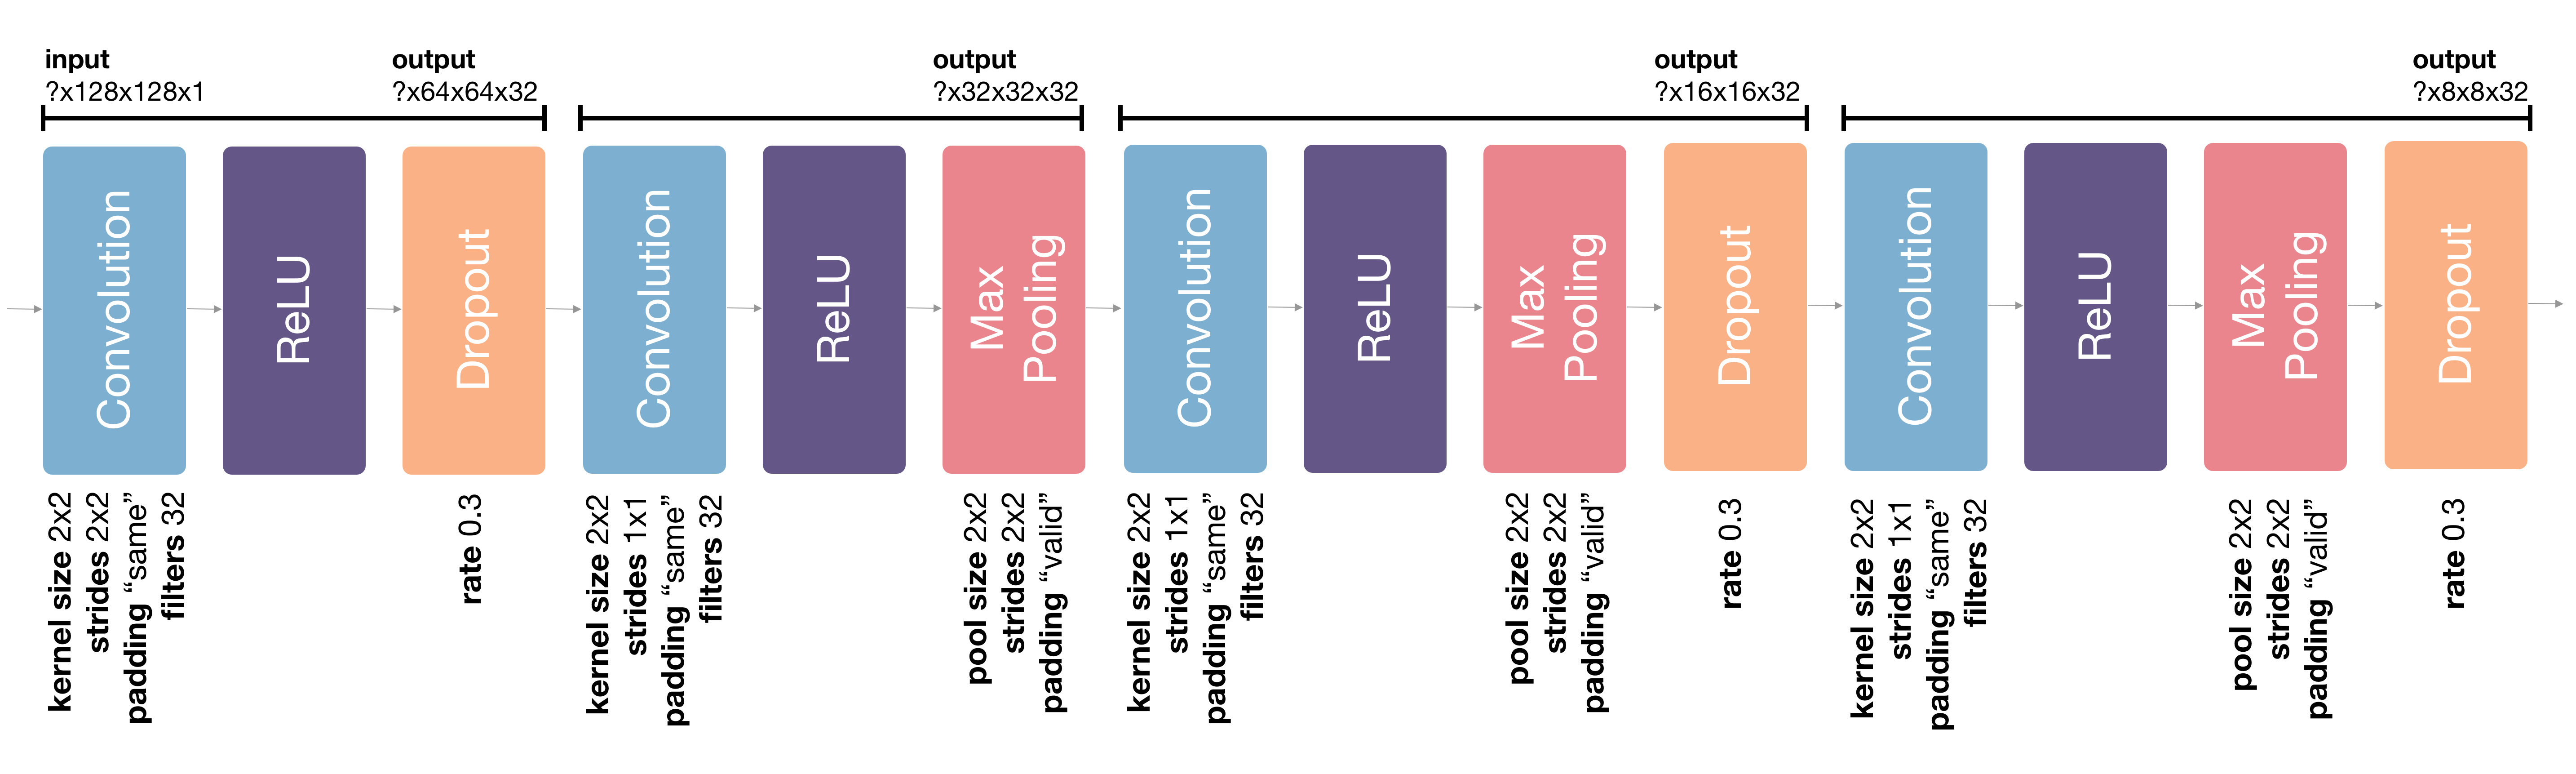 input
?x128x128x1
output
?x64x64x32
output
?x32x32x32
output
?x16x16x32
output
?x8x8x32
Convolution
ReLU
Dropout
Convolution
ReLU
Max
Pooling
Convolution
ReLU
Max
Pooling
Dropout
Convolution
ReLU
Max
Pooling
Dropout
kernel size 2x2
strides 2x2
padding “same”
filters 32
rate 0.3
kernel size 2x2
strides 1x1
padding “same”
filters 32
pool size 2x2
strides 2x2
padding “valid”
kernel size 2x2
strides 1x1
padding “same”
filters 32
pool size 2x2
strides 2x2
padding “valid”
rate 0.3
kernel size 2x2
strides 1x1
padding “same”
filters 32
pool size 2x2
strides 2x2
padding “valid”
rate 0.3